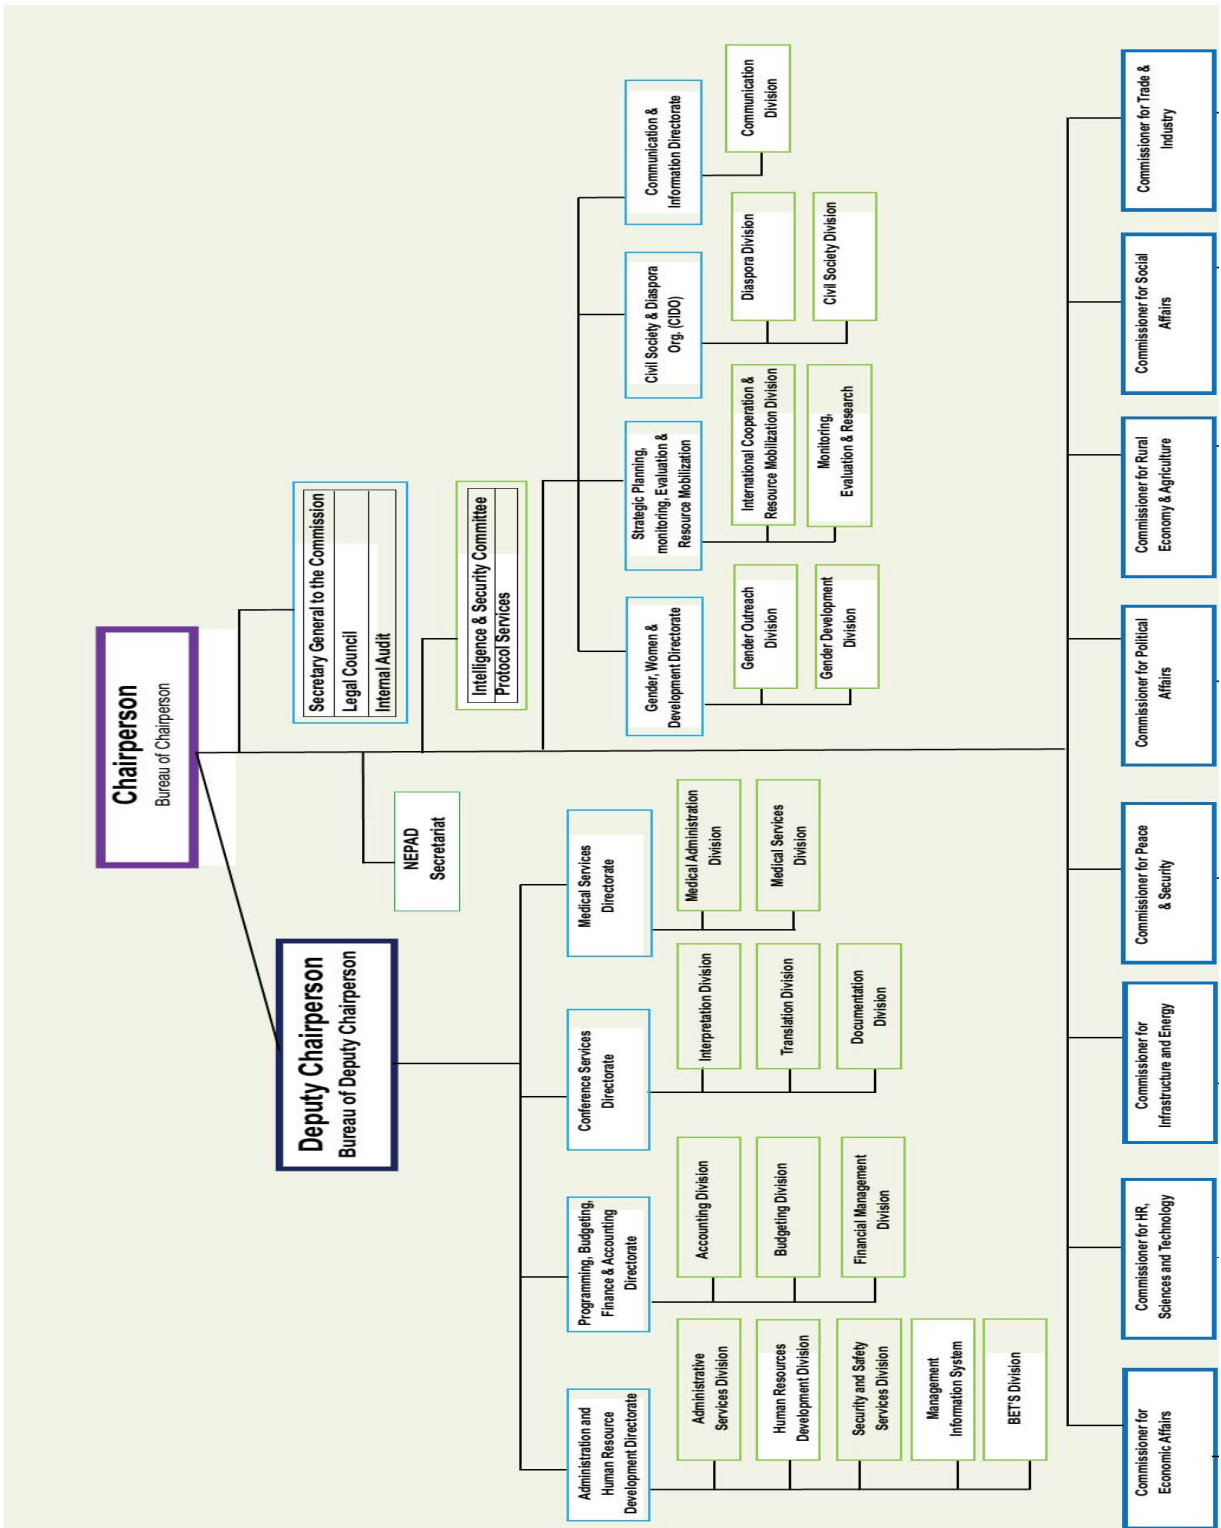 Chairperson
Bureau of Chairperson
Secretary General to the Commission
Legal Council
Internal Audit
Deputy Chairperson
Bureau of Deputy Chairperson
NEPAD
Secretariat
Intelligence & Security Committee
Protocol Services
Administration and
Human Resource
Development Directorate
Programming, Budgeting,
Finance & Accounting
Directorate
Conference Services
Directorate
Medical Services
Directorate
Gender, Women &
Development Directorate
Strategic Planning,
monitoring, Evaluation &
Resource Mobilization
Civil Society & Diaspora
Org. (CIDO)
Communication &
Information Directorate
Administrative
Services Division
Human Resources
Development Division
Security and Safety
Services Division
Management
Information System
BET'S Division
Accounting Division
Budgeting Division
Financial Management
Division
Interpretation Division
Translation Division
Documentation
Division
Medical Administration
Division
Medical Services
Division
Gender Outreach
Division
Gender Development
Division
International Cooperation &
Resource Mobilization Division
Monitoring,
Evaluation & Research
Diaspora Division
Civil Society Division
Communication
Division
Commissioner for
Economic Affairs
Commissioner for HR,
Sciences and Technology
Commissioner for
Infrastructure and Energy
Commissioner for Peace
& Security
Commissioner for Political
Affairs
Commissioner for Rural
Economy & Agriculture
Commissioner for Social
Affairs
Commissioner for Trade &
Industry